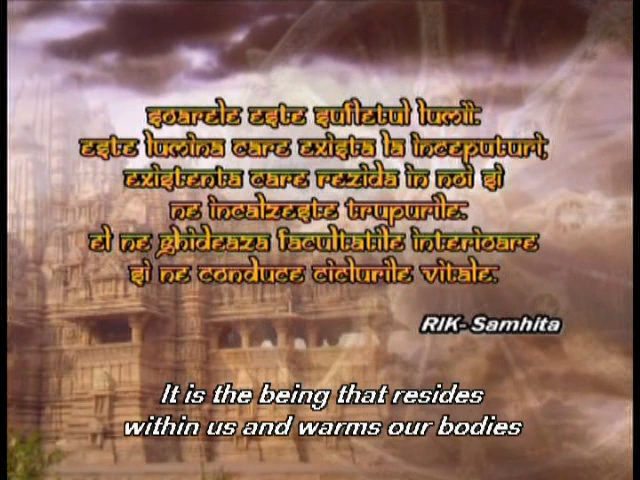 Soarele este sufletul lumii:
este lumina care exista la inceputuri,
existenta care rezida in noi si
ne incalzeste trupurile.
El ne ghideaza facultatile interioare
si ne conduce ciclurile vitale.
RIK- Samhita
It is the being that resides
within us and warms our bodies